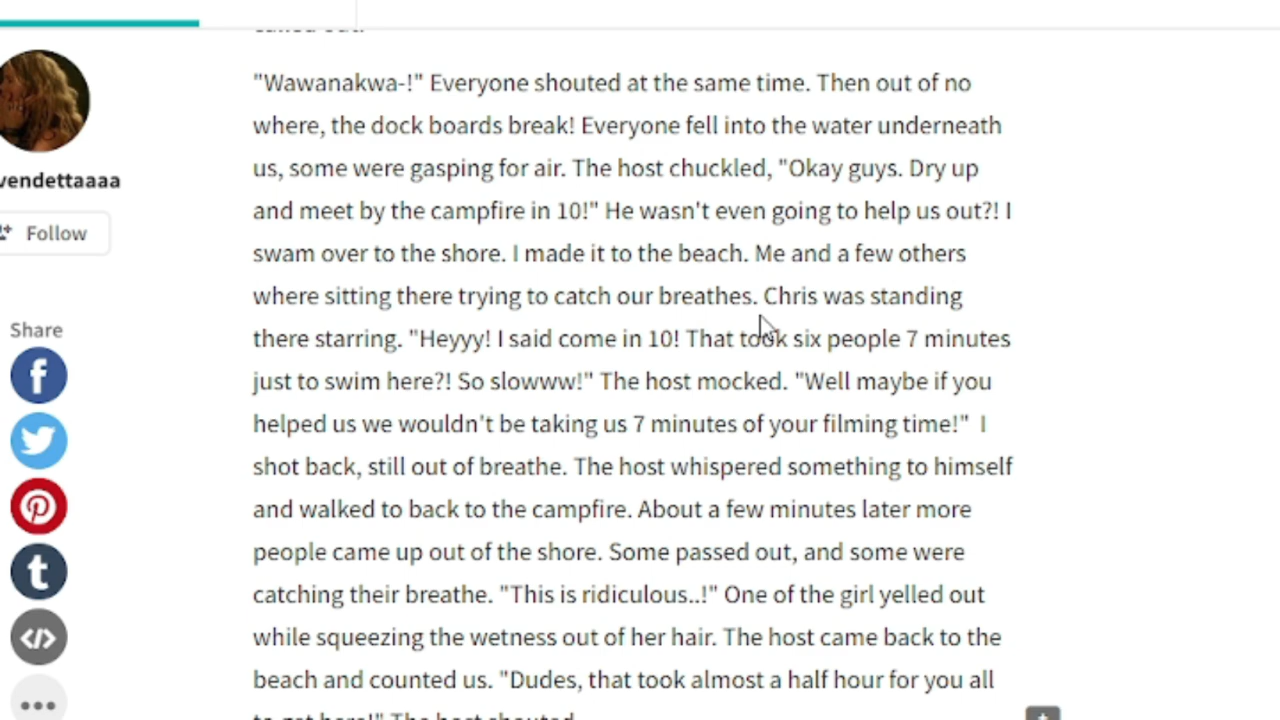 "Wawanakwa-!" Everyone shouted at the same time. Then out of no
where, the dock boards break! Everyone fell into the water underneath
us, some were gasping for air. The host chuckled, "Okay guys. Dry up
and meet by the campfire in 10!" He wasn't even going to help us out?! I
swam over to the shore. I made it to the beach. Me and a few others
where sitting there trying to catch our breathes. Chris was standing
there starring. "Heyyy! I said come in 10! That took six people 7 minutes
just to swim here?! So slowww!" The host mocked. "Well maybe if you
helped us we wouldn't be taking us 7 minutes of your filming time!" I
shot back, still out of breathe. The host whispered something to himself
and walked to back to the campfire. About a few minutes later more
people came up out of the shore. Some passed out, and some were
catching their breathe. "This is ridiculous..!" One of the girl yelled out
while squeezing the wetness out of her hair. The host came back to the
beach and counted us. "Dudes, that took almost a half hour for you all
to get here!" The host shouted.
vendettaaaa
Follow
Share